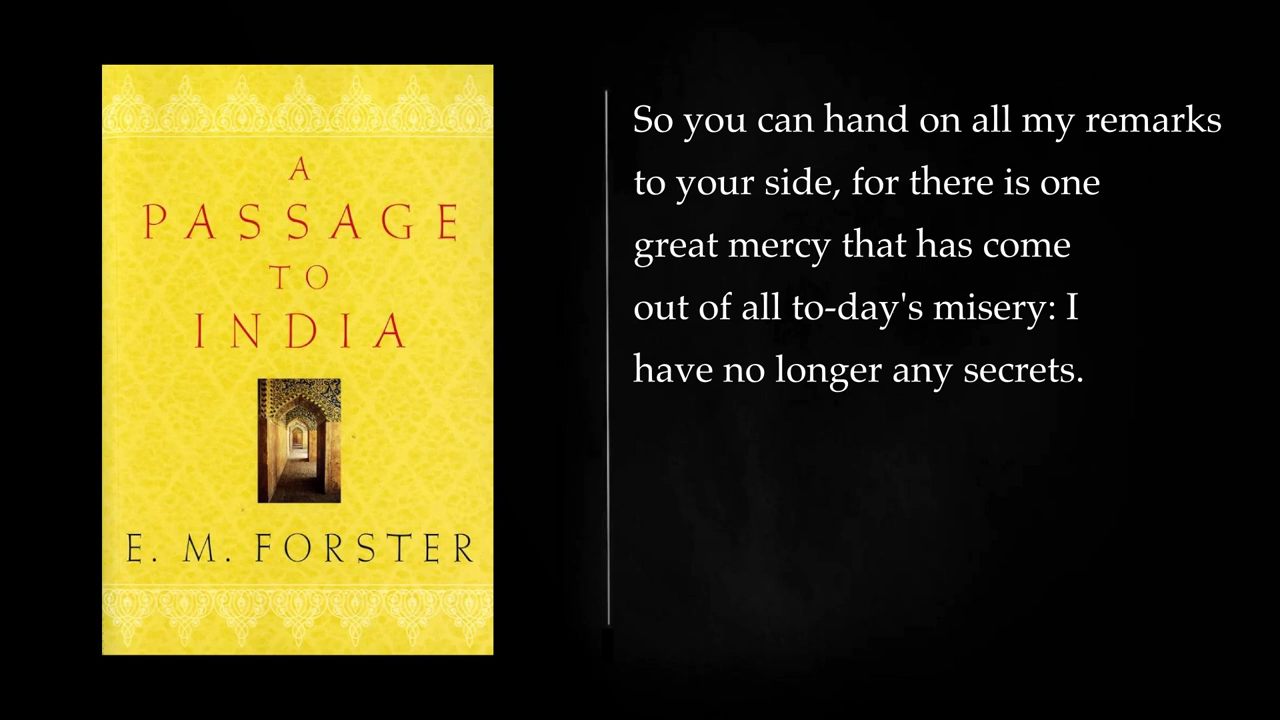 A
PASSAGE
TO
INDIA
E. M. FORSTER
So you can hand on all my remarks
to your side, for there is one
great mercy that has come
out of all to-day's misery: I
have no longer any secrets.